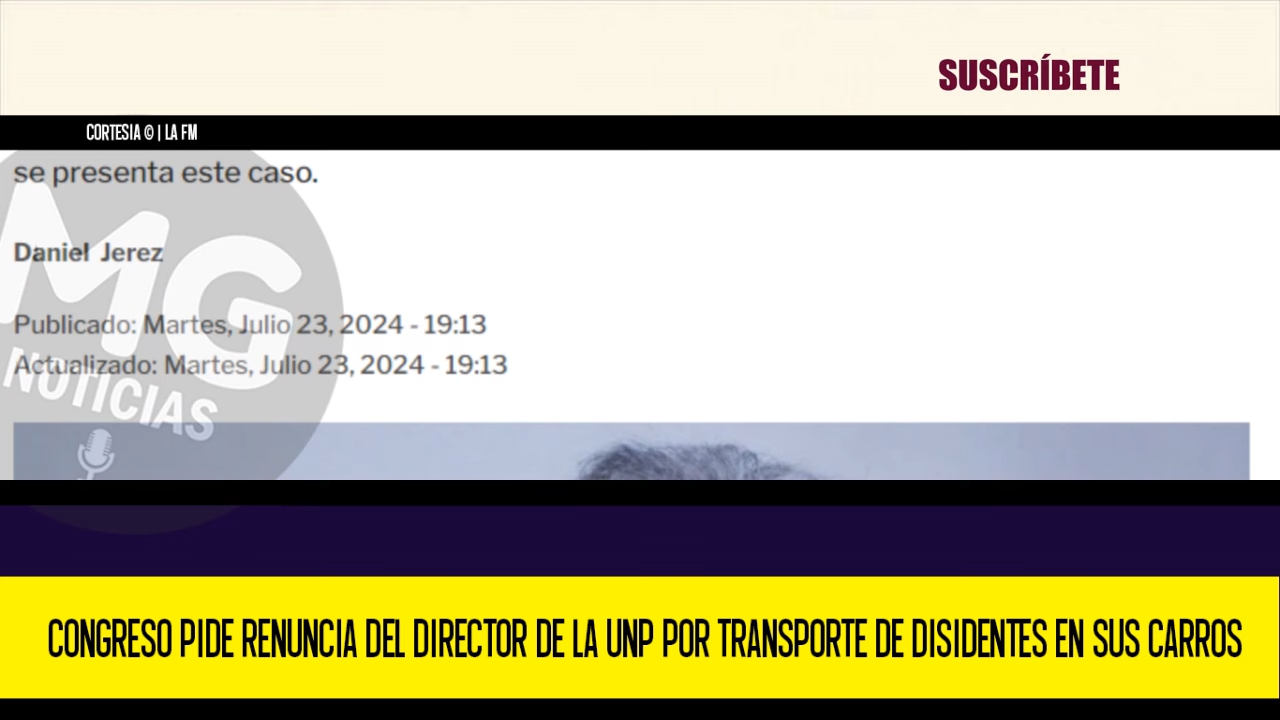 SUSCRÍBETE
CORTESIA © | LA FM
se presenta este caso.
Daniel Jerez
Publicado: Martes, Julio 23, 2024 - 19:13
Actualizado: Martes, Julio 23, 2024 - 19:13
MG
NOTICIAS
CONGRESO PIDE RENUNCIA DEL DIRECTOR DE LA UNP POR TRANSPORTE DE DISIDENTES EN SUS CARROS